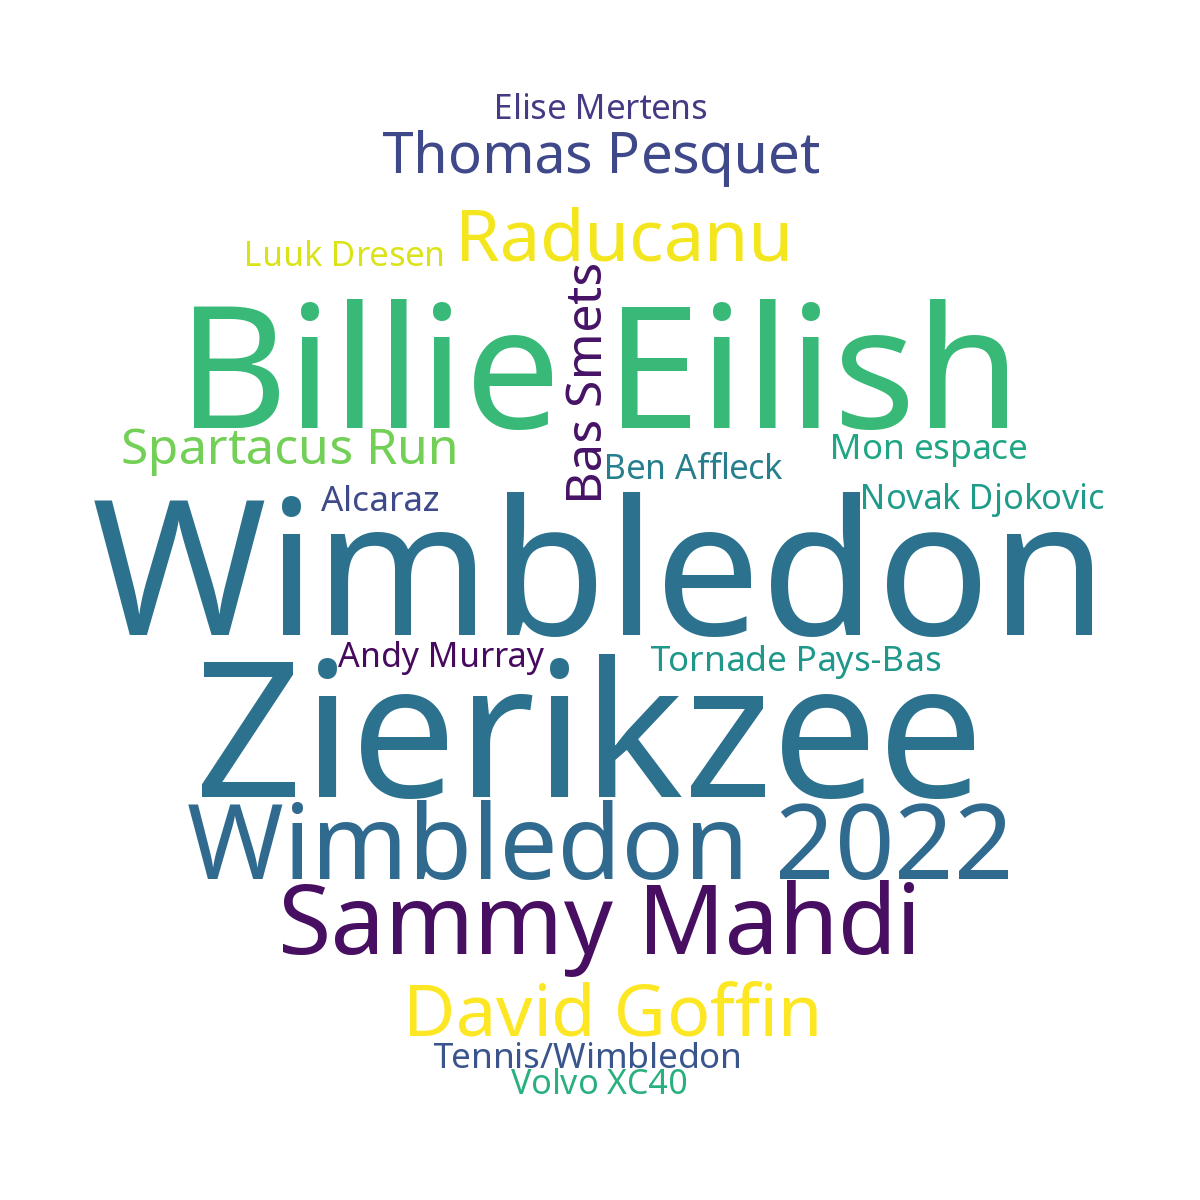 Elise Mertens
Thomas Pesquet
Raducanu
Luuk Dresen
Billie Eilish
Bas Smets
Spartacus Run
Mon espace
Ben Affleck
Alcaraz
Novak Djokovic
Wimbledon
Andy Murray
Tornade Pays-Bas
Zierikzee
Wimbledon 2022
Sammy Mahdi
David Goffin
Tennis/Wimbledon
Volvo XC40